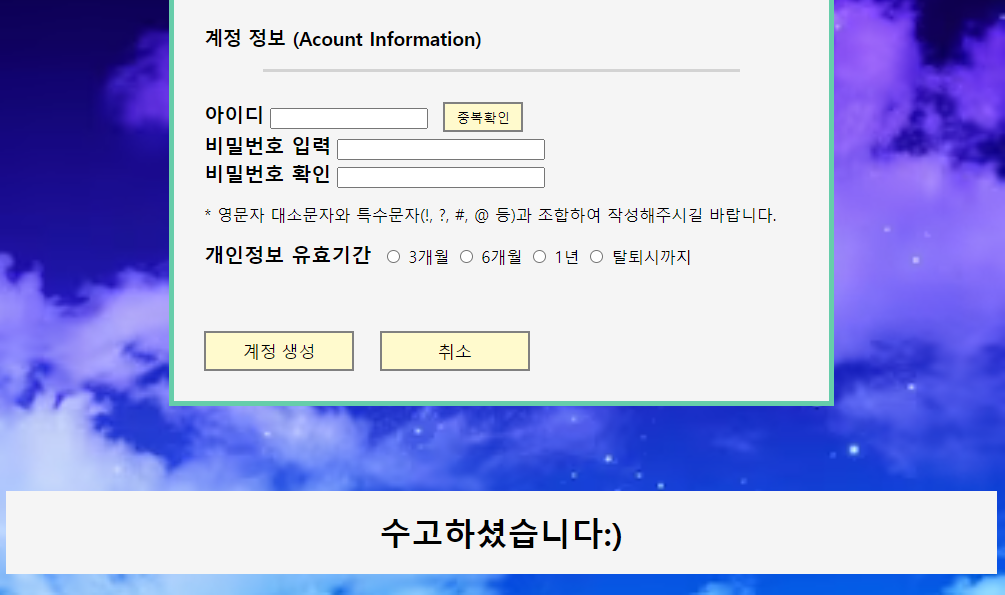 계정 정보 (Acount Information)
아이디 중복확인
비밀번호 입력
비밀번호 확인
* 영문자 대소문자와 특수문자(!, ?, #, @ 등)과 조합하여 작성해주시길 바랍니다.
개인정보 유효기간 3개월 6개월 1년 탈퇴시까지
계정 생성 취소
수고하셨습니다:)